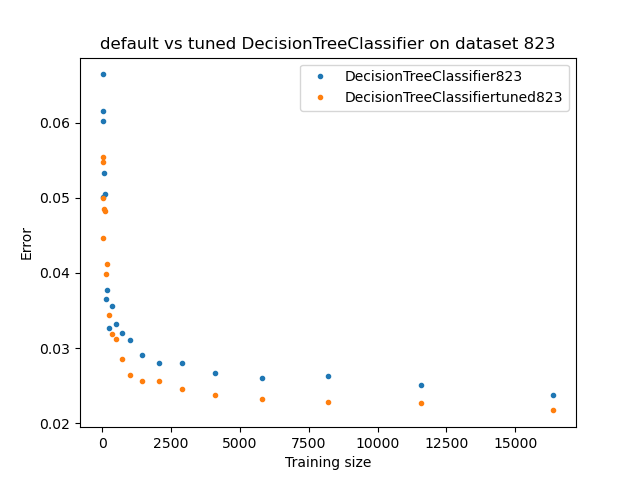 default vs tuned DecisionTreeClassifier on dataset 823
DecisionTreeClassifier823
DecisionTreeClassifiertuned823
Error
0.06
0.05
0.04
0.03
0.02
0 2500 5000 7500 10000 12500 15000
Training size